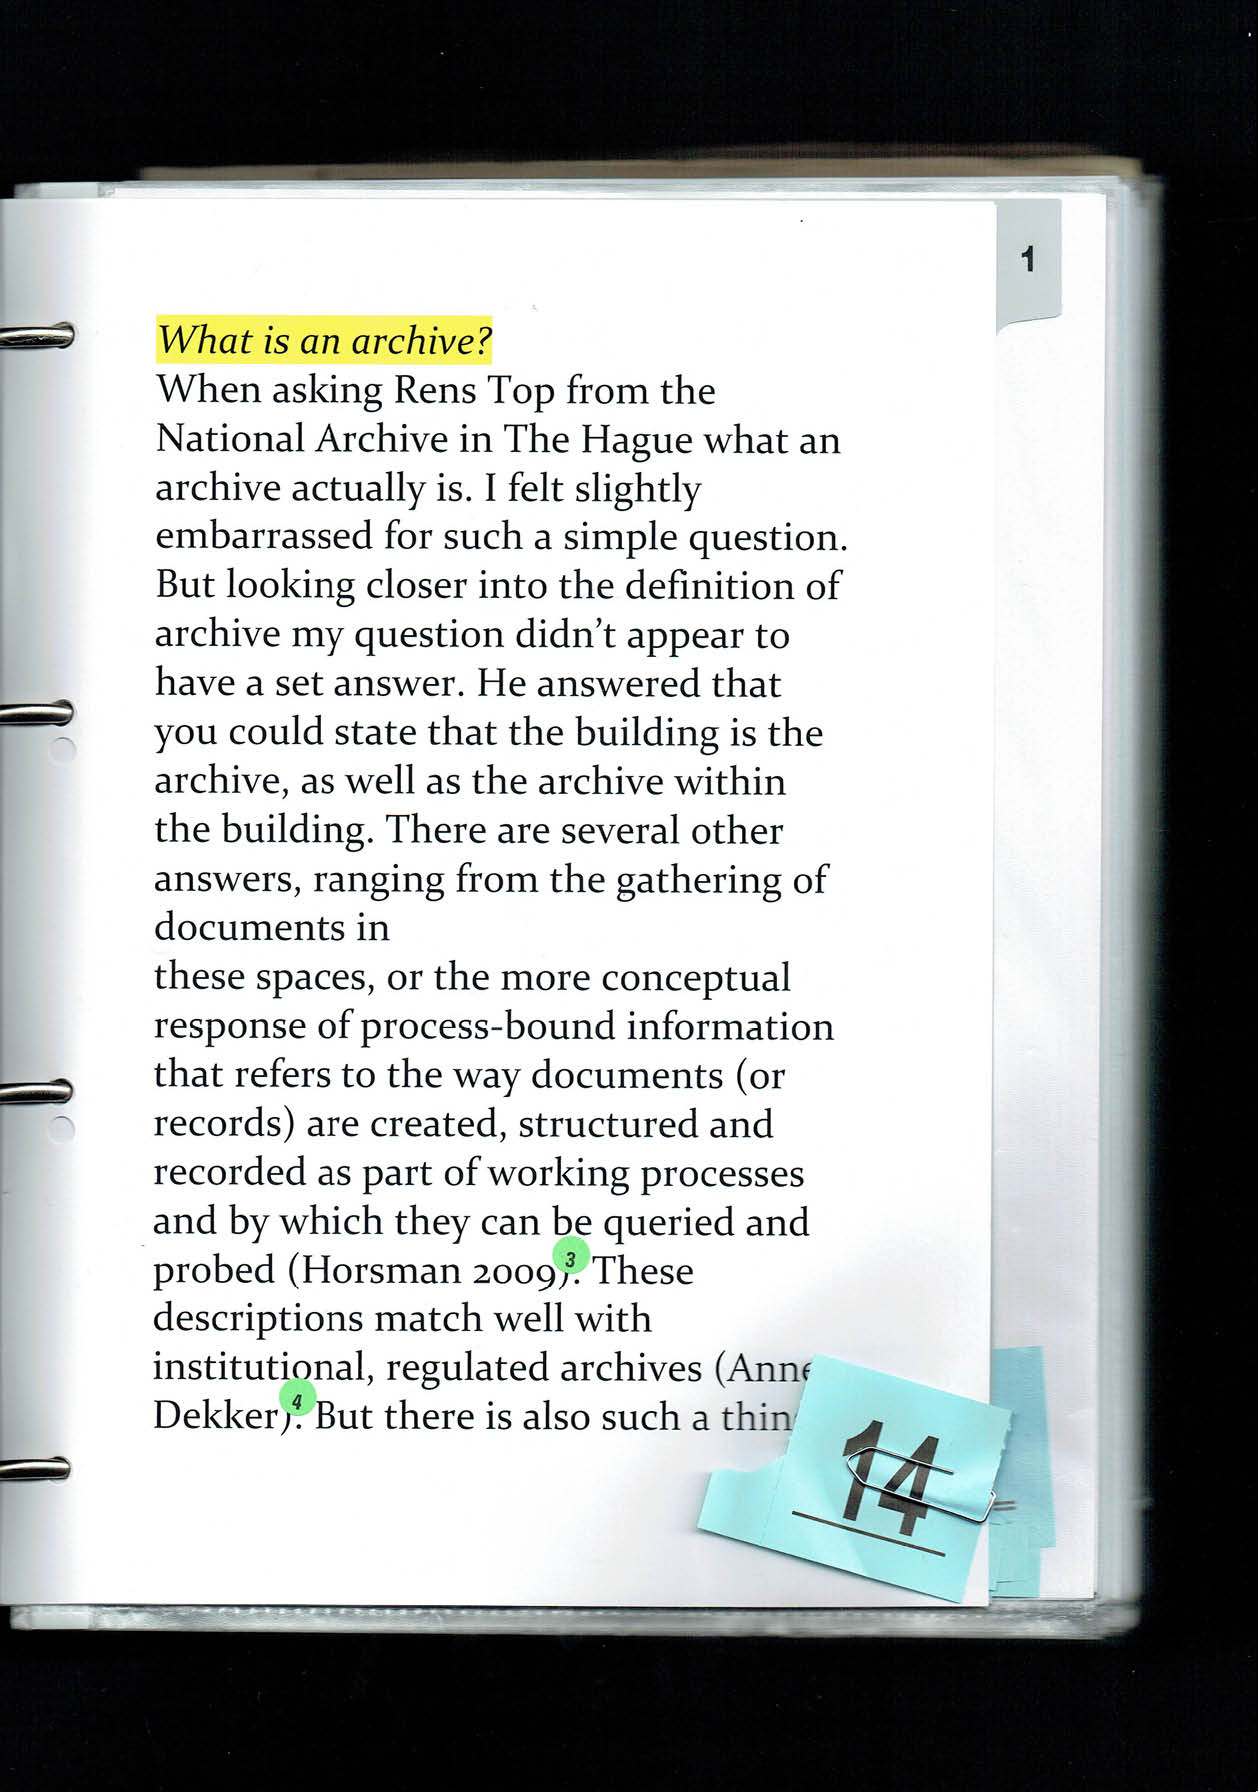 1
What is an archive?
When asking Rens Top from the
National Archive in The Hague what an
archive actually is. I felt slightly
embarrassed for such a simple question.
But looking closer into the definition of
archive my question didn't appear to
have a set answer. He answered that
you could state that the building is the
archive, as well as the archive within
the building. There are several other
answers, ranging from the gathering of
documents in
these spaces, or the more conceptual
response of process-bound information
that refers to the way documents (or
records) are created, structured and
recorded as part of working processes
and by which they can be queried and
probed (Horsman 2009). 3 These
descriptions match well with
institutional, regulated archives (Anne
Dekker). 4 But there is also such a
14